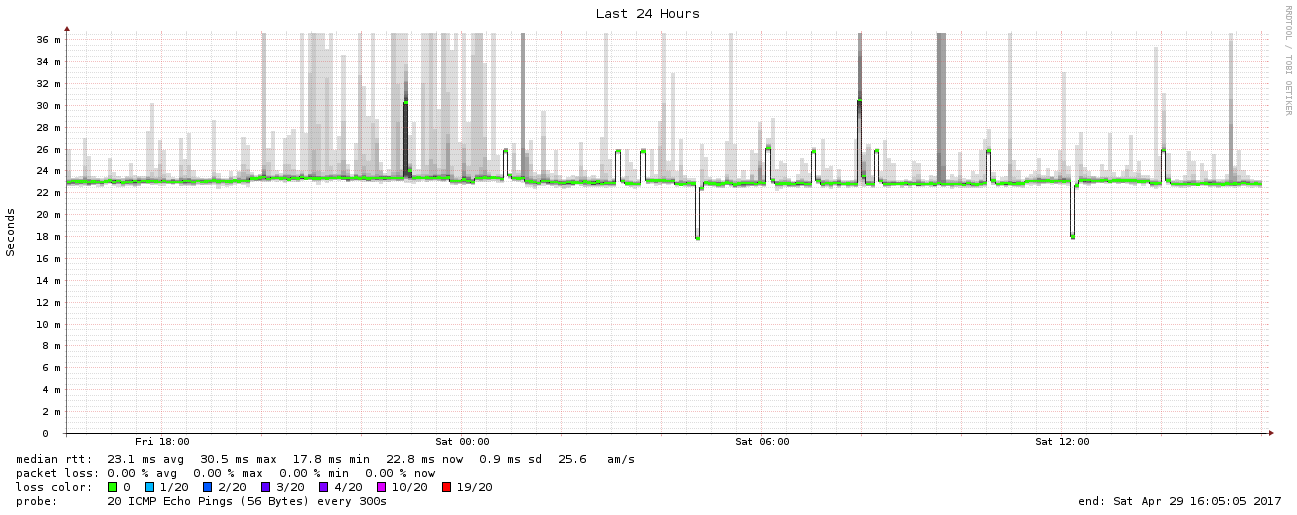 Last 24 Hours
RRDTOOL / TOBI OETIKER
Seconds
36 m
34 m
32 m
30 m
28 m
26 m
24 m
22 m
20 m
18 m
16 m
14 m
12 m
10 m
8 m
6 m
4 m
2 m
0
Fri 18:00 Sat 00:00 Sat 06:00 Sat 12:00
median rtt: 23.1 ms avg 30.5 ms max 17.8 ms min 22.8 ms now 0.9 ms sd 25.6 am/s
packet loss: 0.00 % avg 0.00 % max 0.00 % min 0.00 % now
loss color: 0 1/20 2/20 3/20 4/20 10/20 19/20
probe: 20 ICMP Echo Pings (56 Bytes) every 300s end: Sat Apr 29 16:05:05 2017